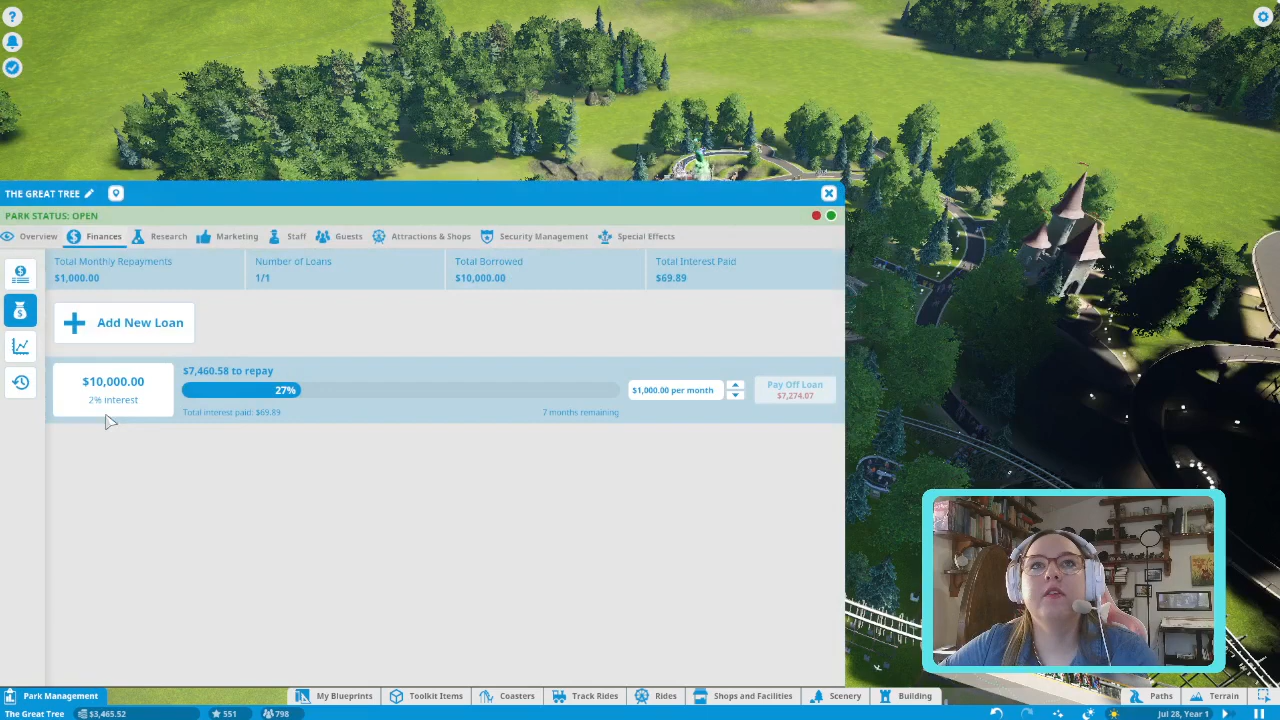 THE GREAT TREE
PARK STATUS: OPEN
Overview Finances Research Marketing Staff Guests Attractions & Shops Security Management Special Effects
Total Monthly Repayments Number of Loans Total Borrowed Total Interest Paid
$1,000.00 1/1 $10,000.00 $69.89
Add New Loan
$7,460.58 to repay
$10,000.00
2% interest
27%
$1,000.00 per month
Pay Off Loan
$7,274.07
Total interest paid: $69.89 7 months remaining
Park Management My Blueprints Toolkit Items Coasters Track Rides Rides Shops and Facilities Scenery Building Paths Terrain
The Great Tree $3,465.52 551 798 Jul 28, Year 1